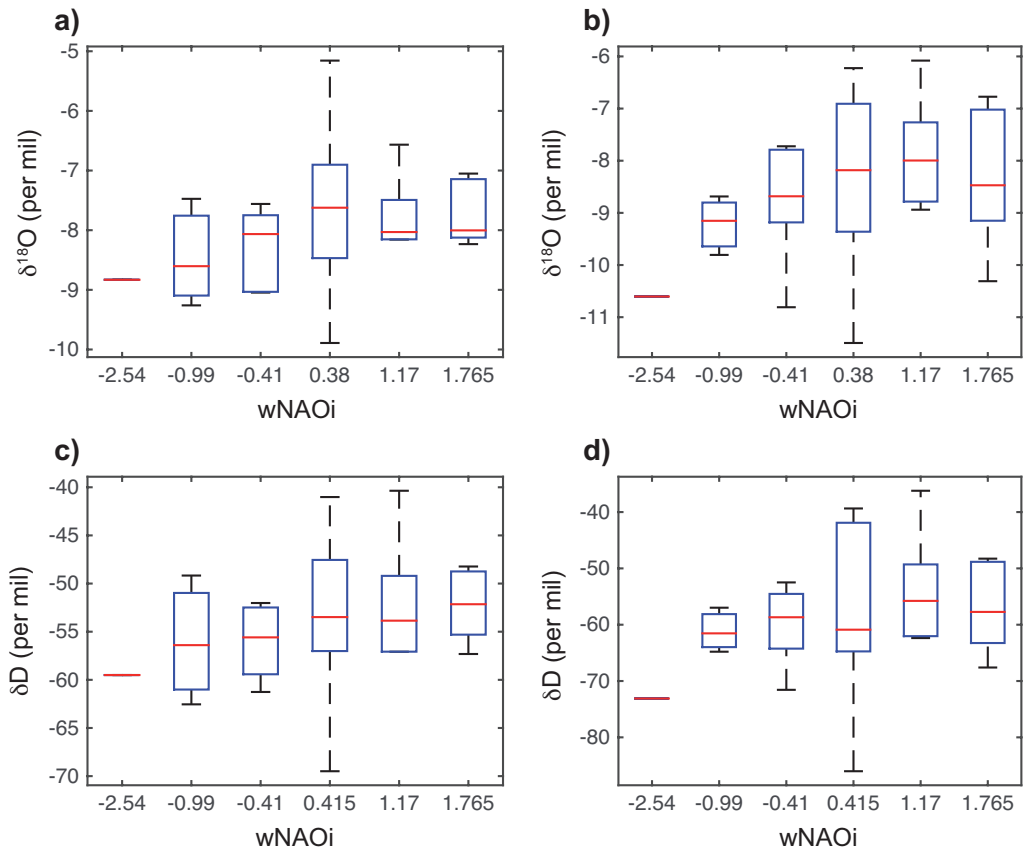 a)
δ¹⁸O (per mil)
-5
-6
-7
-8
-9
-10
-2.54 -0.99 -0.41 0.38 1.17 1.765
wNAOi
b)
δ¹⁸O (per mil)
-6
-7
-8
-9
-10
-11
-2.54 -0.99 -0.41 0.38 1.17 1.765
wNAOi
c)
δD (per mil)
-40
-45
-50
-55
-60
-65
-70
-2.54 -0.99 -0.41 0.415 1.17 1.765
wNAOi
d)
δD (per mil)
-40
-50
-60
-70
-80
-2.54 -0.99 -0.41 0.415 1.17 1.765
wNAOi